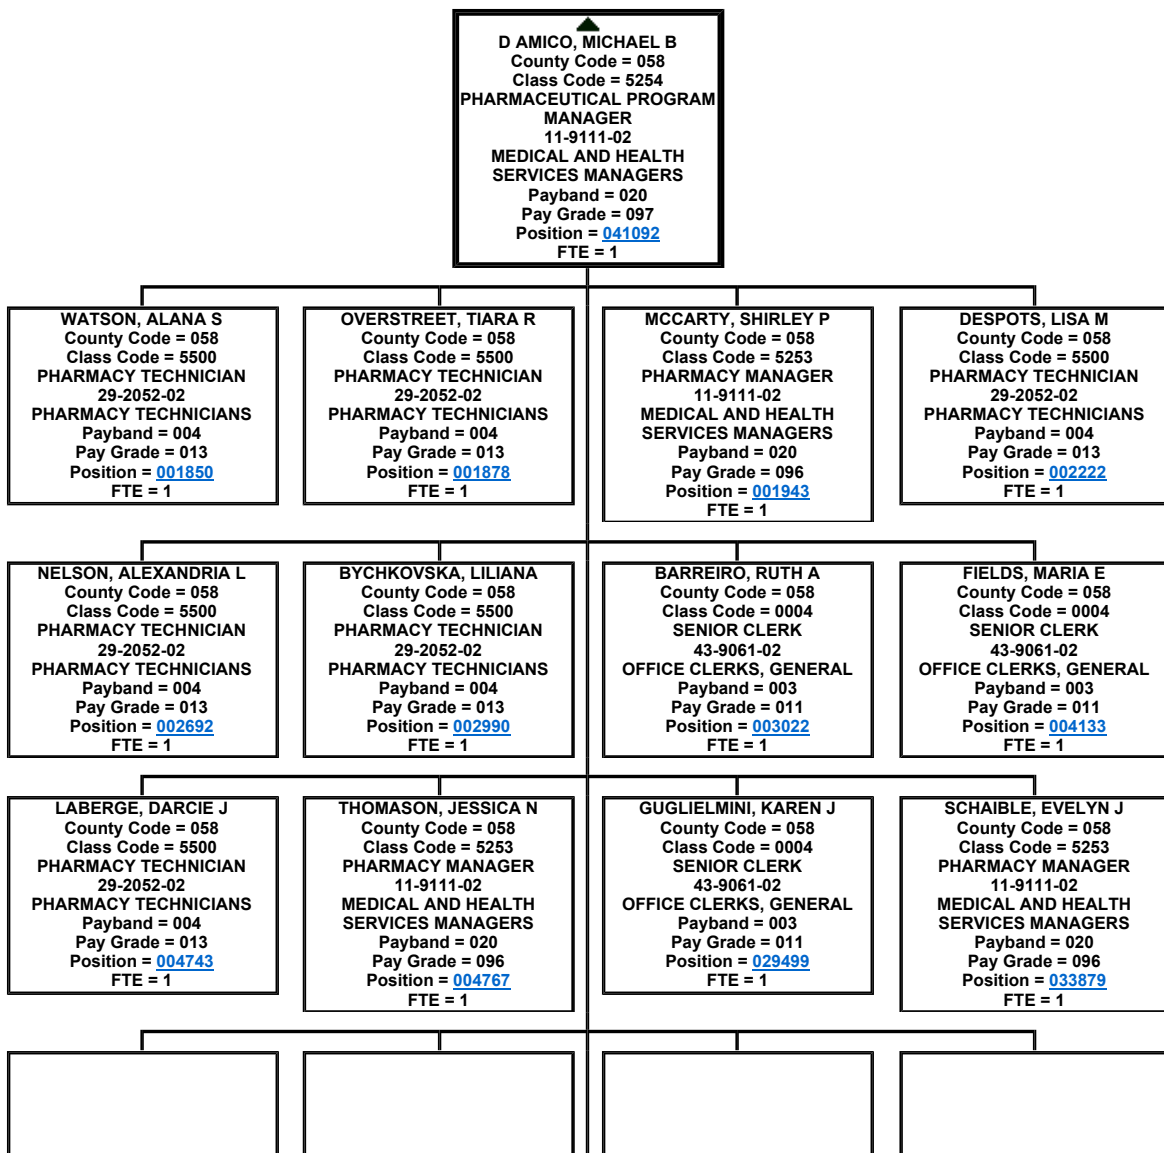 D AMICO, MICHAEL B
County Code = 058
Class Code = 5254
PHARMACEUTICAL PROGRAM
MANAGER
11-9111-02
MEDICAL AND HEALTH
SERVICES MANAGERS
Payband = 020
Pay Grade = 097
Position = 041092
FTE = 1
WATSON, ALANA S
County Code = 058
Class Code = 5500
PHARMACY TECHNICIAN
29-2052-02
PHARMACY TECHNICIANS
Payband = 004
Pay Grade = 013
Position = 001850
FTE = 1
OVERSTREET, TIARA R
County Code = 058
Class Code = 5500
PHARMACY TECHNICIAN
29-2052-02
PHARMACY TECHNICIANS
Payband = 004
Pay Grade = 013
Position = 001878
FTE = 1
MCCARTY, SHIRLEY P
County Code = 058
Class Code = 5253
PHARMACY MANAGER
11-9111-02
MEDICAL AND HEALTH
SERVICES MANAGERS
Payband = 020
Pay Grade = 096
Position = 001943
FTE = 1
DESPOTS, LISA M
County Code = 058
Class Code = 5500
PHARMACY TECHNICIAN
29-2052-02
PHARMACY TECHNICIANS
Payband = 004
Pay Grade = 013
Position = 002222
FTE = 1
NELSON, ALEXANDRIA L
County Code = 058
Class Code = 5500
PHARMACY TECHNICIAN
29-2052-02
PHARMACY TECHNICIANS
Payband = 004
Pay Grade = 013
Position = 002692
FTE = 1
BYCHKOVSKA, LILIANA
County Code = 058
Class Code = 5500
PHARMACY TECHNICIAN
29-2052-02
PHARMACY TECHNICIANS
Payband = 004
Pay Grade = 013
Position = 002990
FTE = 1
BARREIRO, RUTH A
County Code = 058
Class Code = 0004
SENIOR CLERK
43-9061-02
OFFICE CLERKS, GENERAL
Payband = 003
Pay Grade = 011
Position = 003022
FTE = 1
FIELDS, MARIA E
County Code = 058
Class Code = 0004
SENIOR CLERK
43-9061-02
OFFICE CLERKS, GENERAL
Payband = 003
Pay Grade = 011
Position = 004133
FTE = 1
LABERGE, DARCIE J
County Code = 058
Class Code = 5500
PHARMACY TECHNICIAN
29-2052-02
PHARMACY TECHNICIANS
Payband = 004
Pay Grade = 013
Position = 004743
FTE = 1
THOMASON, JESSICA N
County Code = 058
Class Code = 5253
PHARMACY MANAGER
11-9111-02
MEDICAL AND HEALTH
SERVICES MANAGERS
Payband = 020
Pay Grade = 096
Position = 004767
FTE = 1
GUGLIELMINI, KAREN J
County Code = 058
Class Code = 0004
SENIOR CLERK
43-9061-02
OFFICE CLERKS, GENERAL
Payband = 003
Pay Grade = 011
Position = 029499
FTE = 1
SCHAIBLE, EVELYN J
County Code = 058
Class Code = 5253
PHARMACY MANAGER
11-9111-02
MEDICAL AND HEALTH
SERVICES MANAGERS
Payband = 020
Pay Grade = 096
Position = 033879
FTE = 1